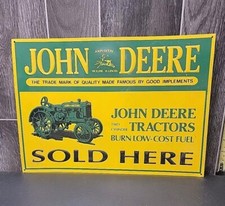 JOHN DEERE
THE TRADE MARK OF QUALITY MADE FAMOUS BY GOOD IMPLEMENTS
JOHN DEERE
TRACTORS
BURN LOW-COST FUEL
SOLD HERE